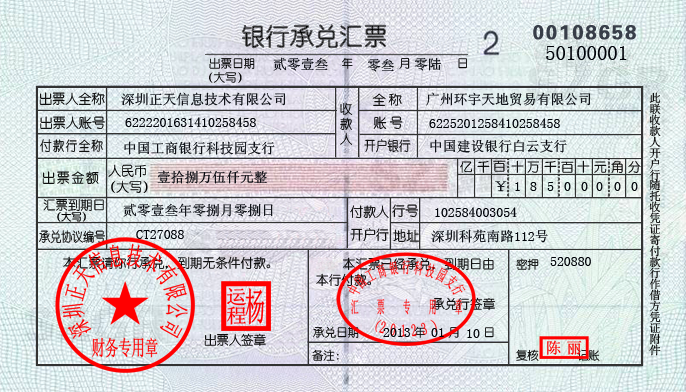 银行承兑汇票 2 00108658
50100001
出票日期 贰零壹叁 年 零叁 月 零陆 日
(大写)
出票人全称 深圳正天信息技术有限公司 收款人 全称 广州环宇天地贸易有限公司
出票人账号 6222201631410258458 账号 6225201258410258458
付款行全称 中国工商银行科技园支行 开户银行 中国建设银行白云支行
出票金额 人民币 壹拾捌万伍仟元整 亿千百十万千百十元角分
(大写) ¥18500000
汇票到期日 贰零壹叁年零捌月零捌日 付款人 行号 102584003054
(大写)
承兑协议编号 CT27088 开户行 地址 深圳科苑南路112号
本汇票请你行承兑，到期无条件付款。 本汇票已经承兑，到期日由 密押 520880
本行付款。
深圳正天信息技术有限公司
财务专用章
杨运程
出票人签章
中国工商银行科技园支行
汇票专用
承兑行签章
承兑日期 2013年01月10日
备注: 复核 陈丽 记账
此联收款人开户行随托收凭证寄付款行作借方凭证附件